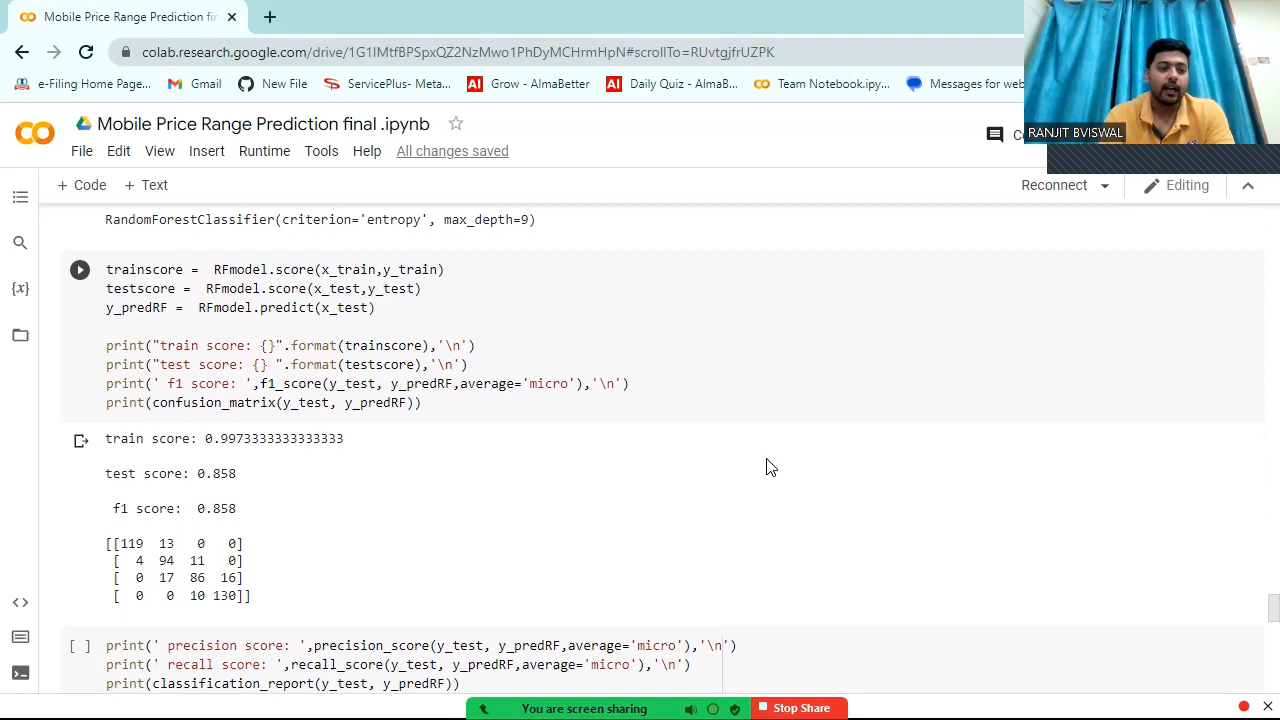 Mobile Price Range Prediction fin
colab.research.google.com/drive/1G1IMtfBPSpxQZ2NzMwo1PhDyMCHrmHpN#scrollTo=RUvtgjfrUZPK
e-Filing Home Page...
Gmail
New File
ServicePlus- Meta...
AI Grow - AlmaBetter
AI Daily Quiz - AlmaB...
Team Notebook.ipy...
Messages for web
RANJIT BVISWAL
CO
Mobile Price Range Prediction final .ipynb
File Edit View Insert Runtime Tools Help All changes saved
+ Code + Text
Reconnect
Editing
RandomForestClassifier(criterion='entropy', max_depth=9)
trainscore = RFmodel.score(x_train,y_train)
testscore = RFmodel.score(x_test,y_test)
y_predRF = RFmodel.predict(x_test)
print("train score: {}".format(trainscore),'\n')
print("test score: {} ".format(testscore),'\n')
print(' f1 score: ',f1_score(y_test, y_predRF,average='micro'),'\n')
print(confusion_matrix(y_test, y_predRF))
train score: 0.9973333333333333
test score: 0.858
f1 score: 0.858
[[119 13 0 0]
[ 4 94 11 0]
[ 0 17 86 16]
[ 0 0 10 130]]
[ ] print(' precision score: ',precision_score(y_test, y_predRF,average='micro'),'\n')
print(' recall score: ',recall_score(y_test, y_predRF,average='micro'),'\n')
print(classification_report(y_test, y_predRF))
{x}
<>
You are screen sharing
Stop Share